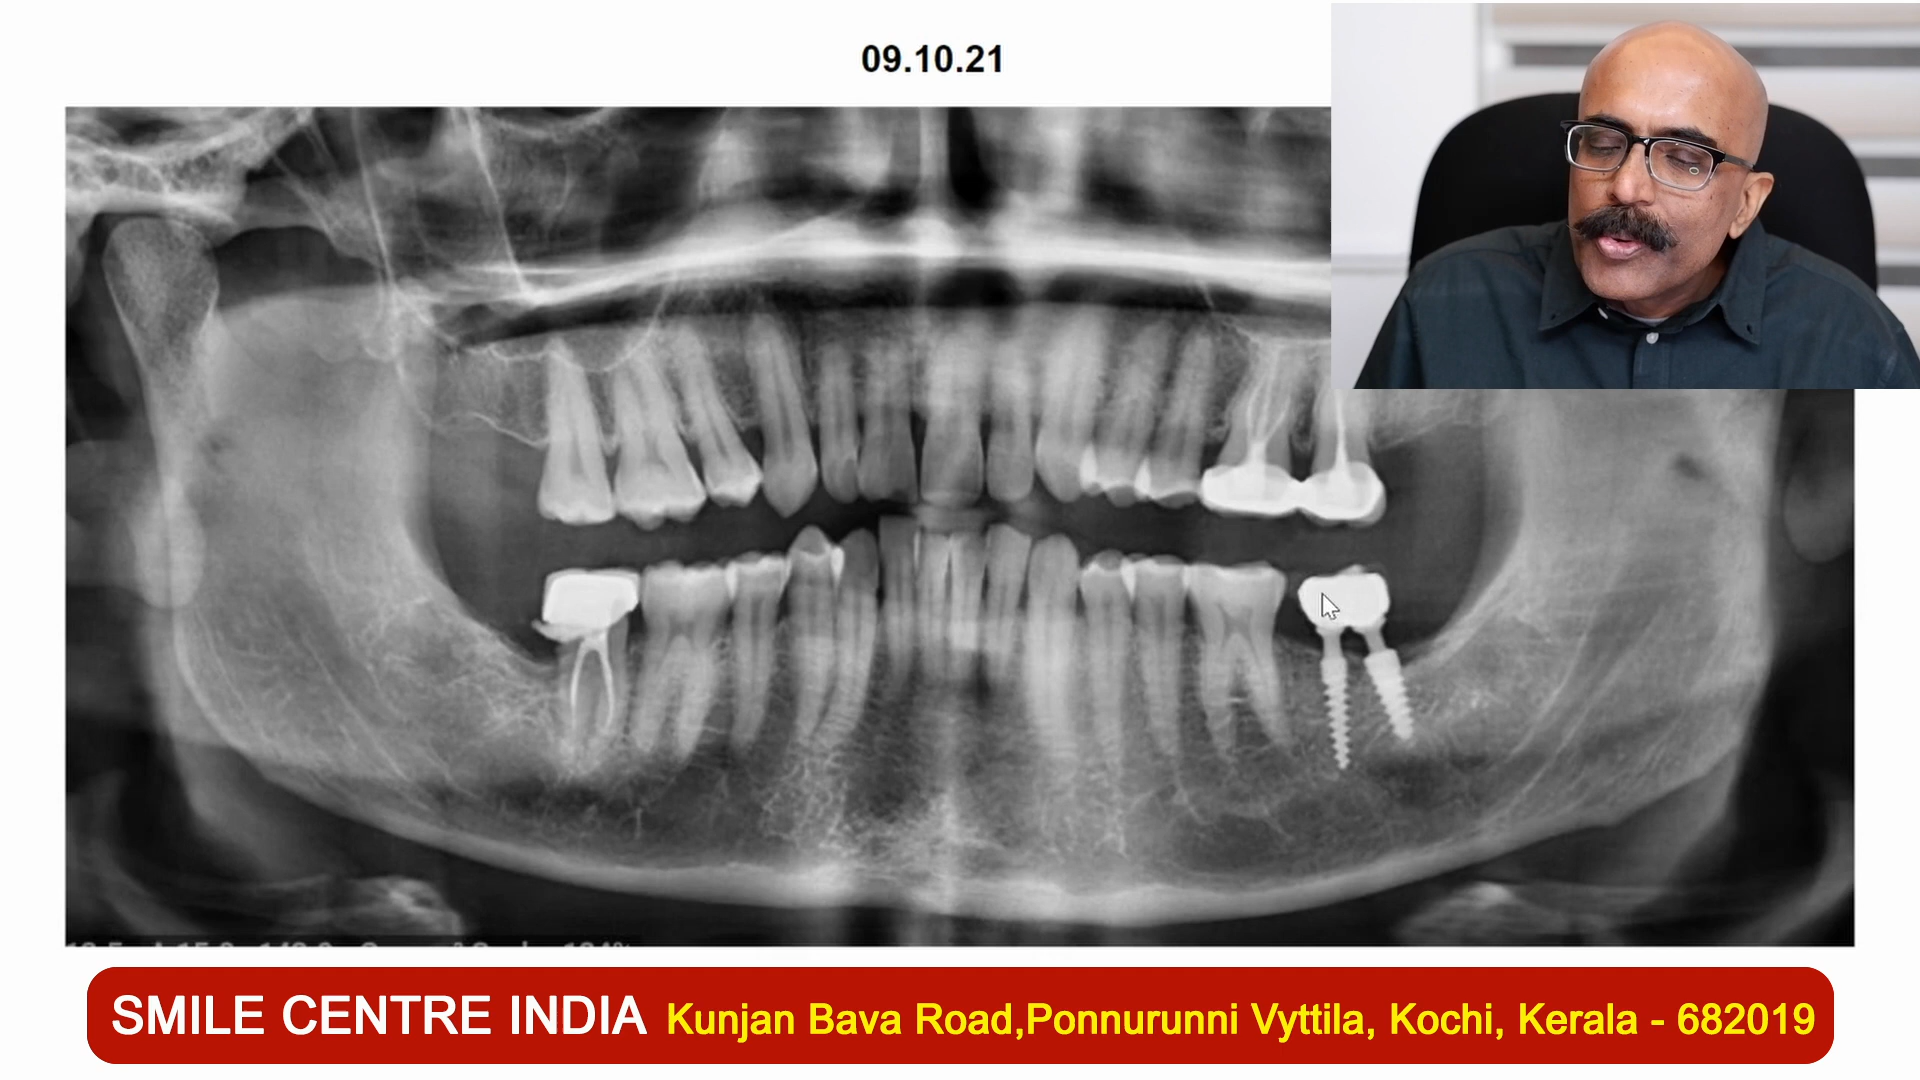 09.10.21
SMILE CENTRE INDIA Kunjan Bava Road,Ponnurunni Vyttila, Kochi, Kerala - 682019